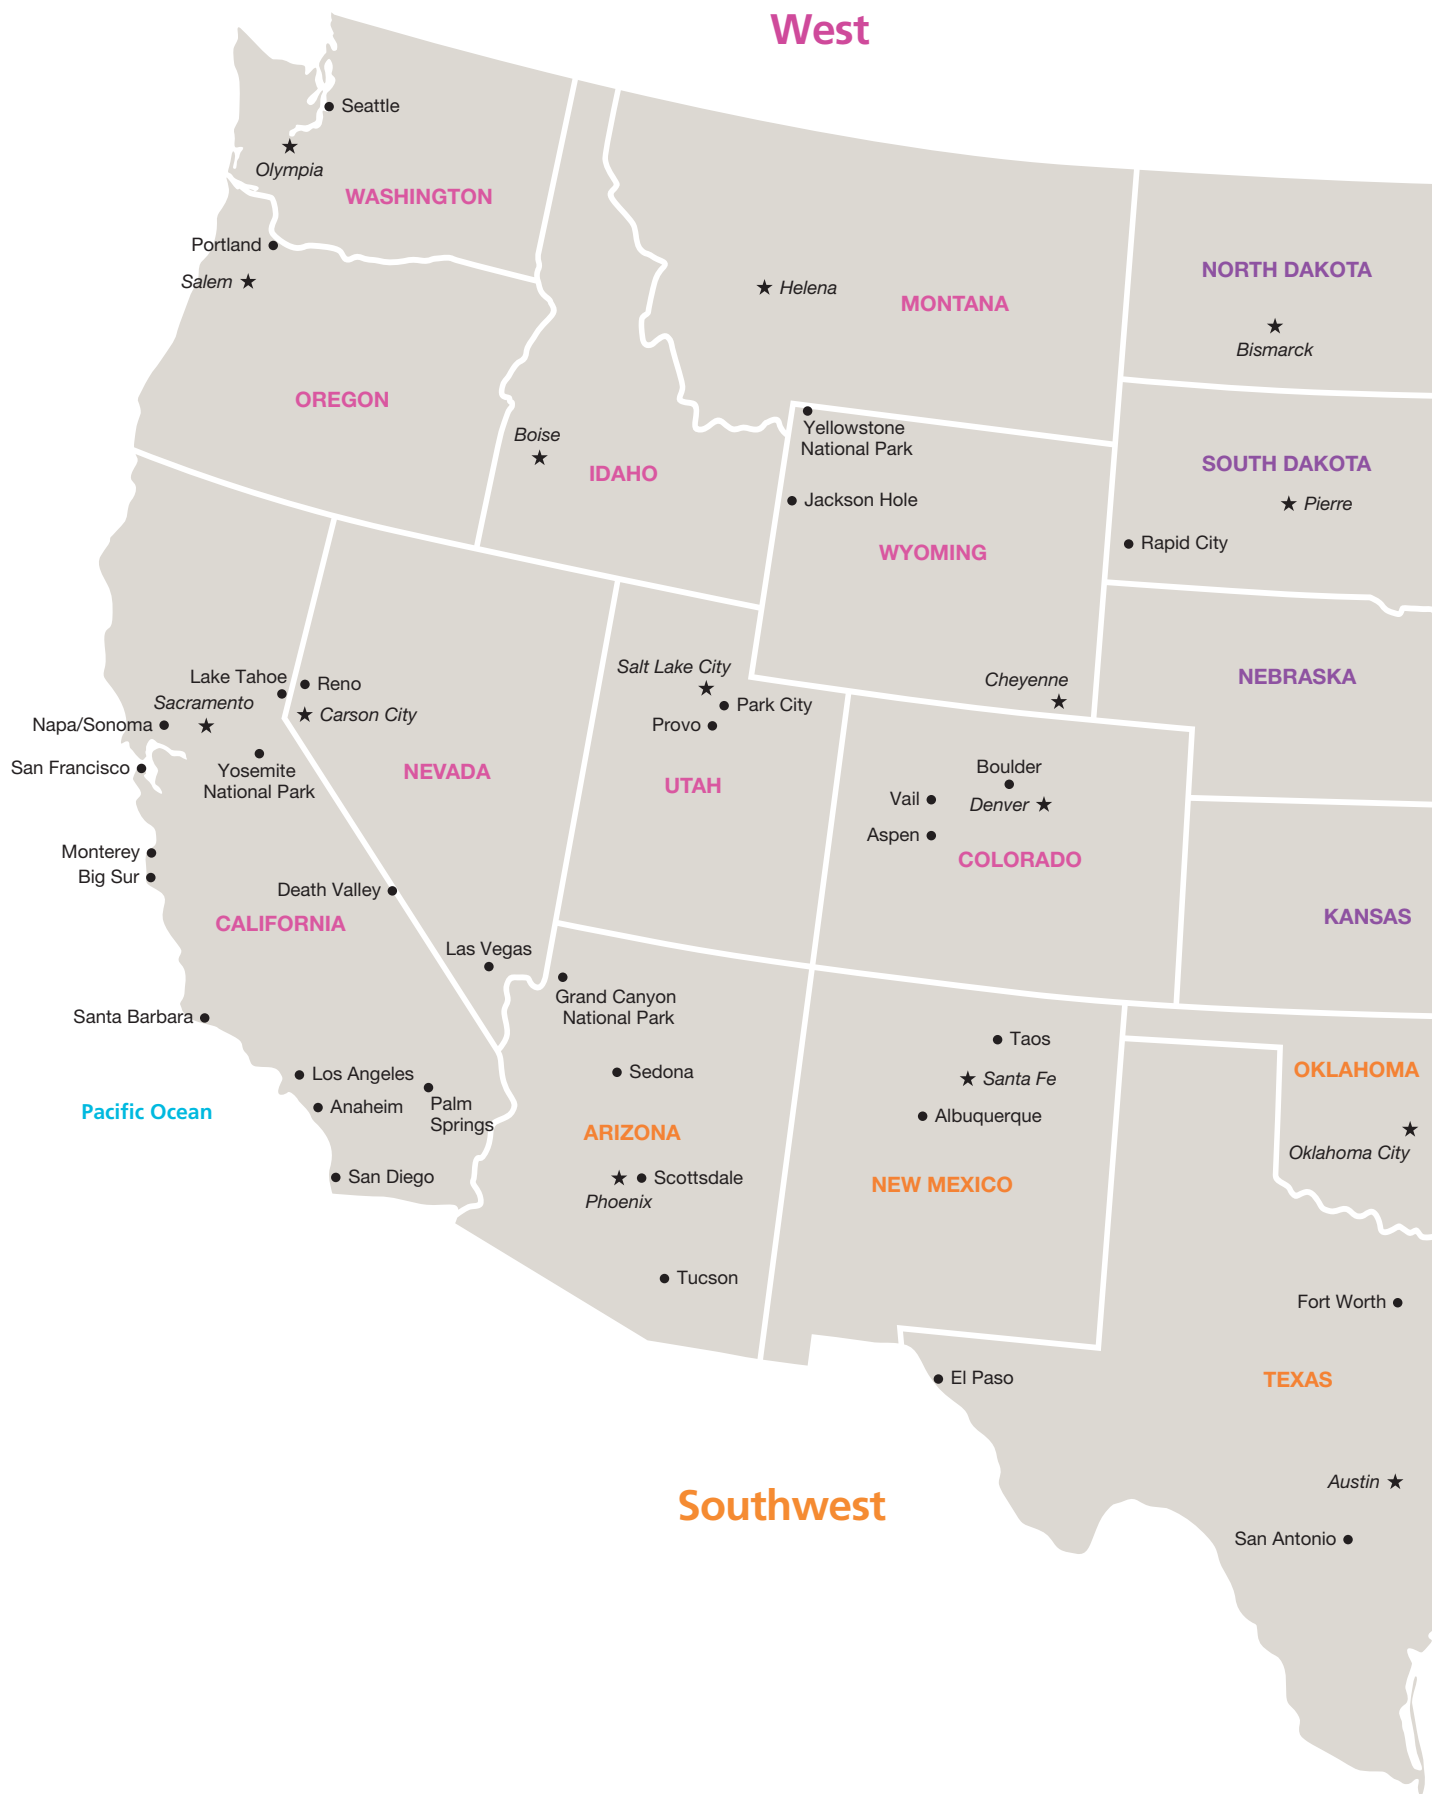 West
Seattle
Olympia
WASHINGTON
Portland
Salem
NORTH DAKOTA
Helena
MONTANA
Bismarck
OREGON
Yellowstone
National Park
Boise
IDAHO
SOUTH DAKOTA
Jackson Hole
Pierre
WYOMING
Rapid City
Salt Lake City
Lake Tahoe
Reno
Cheyenne
NEBRASKA
Sacramento
Carson City
Park City
Napa/Sonoma
Provo
San Francisco
Yosemite
National Park
NEVADA
UTAH
Boulder
Vail
Denver
Aspen
Monterey
COLORADO
Big Sur
Death Valley
CALIFORNIA
KANSAS
Las Vegas
Grand Canyon
National Park
Santa Barbara
Taos
Los Angeles
Sedona
Santa Fe
OKLAHOMA
Pacific Ocean
Anaheim
Palm
Springs
Albuquerque
ARIZONA
Oklahoma City
San Diego
Scottsdale
NEW MEXICO
Phoenix
Tucson
Fort Worth
El Paso
TEXAS
Austin
Southwest
San Antonio